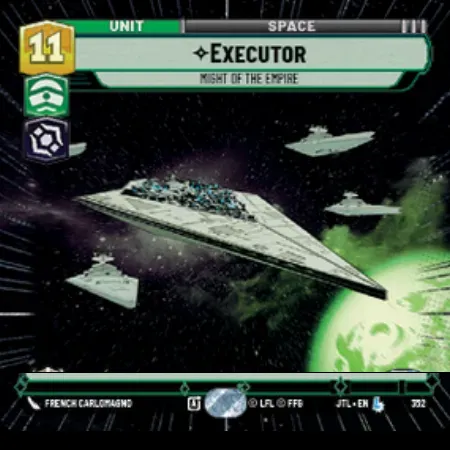 UNIT SPACE
11
✧EXECUTOR
MIGHT OF THE EMPIRE
FRENCH CARLOMAGNO
A LFL FFG
JTL • EN
352